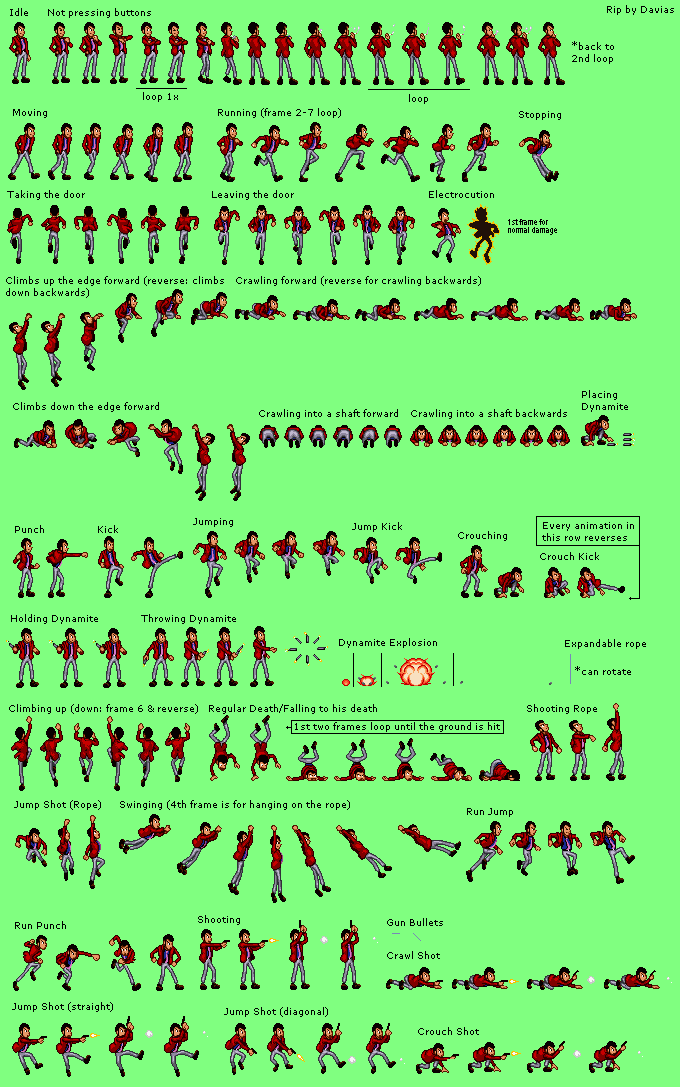 Idle
Not pressing buttons
Rip by Davias
*back to
2nd loop
loop 1x
loop
Moving
Running (frame 2-7 loop)
Stopping
Taking the door
Leaving the door
Electrocution
1st frame for
normal damage
Climbs up the edge forward (reverse: climbs
down backwards)
Crawling forward (reverse for crawling backwards)
Climbs down the edge forward
Crawling into a shaft forward
Crawling into a shaft backwards
Placing
Dynamite
Punch
Kick
Jumping
Jump Kick
Crouching
Every animation in
this row reverses
Crouch Kick
Holding Dynamite
Throwing Dynamite
Dynamite Explosion
Expandable rope
*can rotate
Climbing up (down: frame 6 & reverse)
Regular Death/Falling to his death
←1st two frames loop until the ground is hit
Shooting Rope
Jump Shot (Rope)
Swinging (4th frame is for hanging on the rope)
Run Jump
Run Punch
Shooting
Gun Bullets
Crawl Shot
Jump Shot (straight)
Jump Shot (diagonal)
Crouch Shot